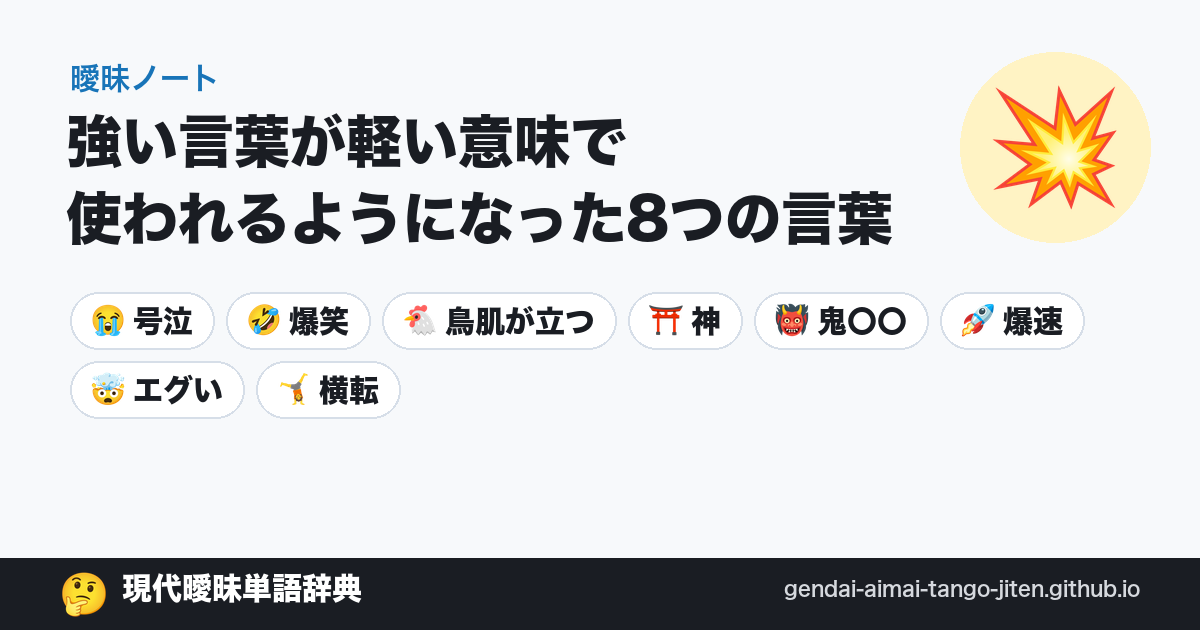 曖昧ノート
強い言葉が軽い意味で
使われるようになった8つの言葉
号泣 爆笑 鳥肌が立つ 神 鬼〇〇 爆速
エグい 横転
現代曖昧単語辞典
gendai-aimai-tango-jiten.github.io